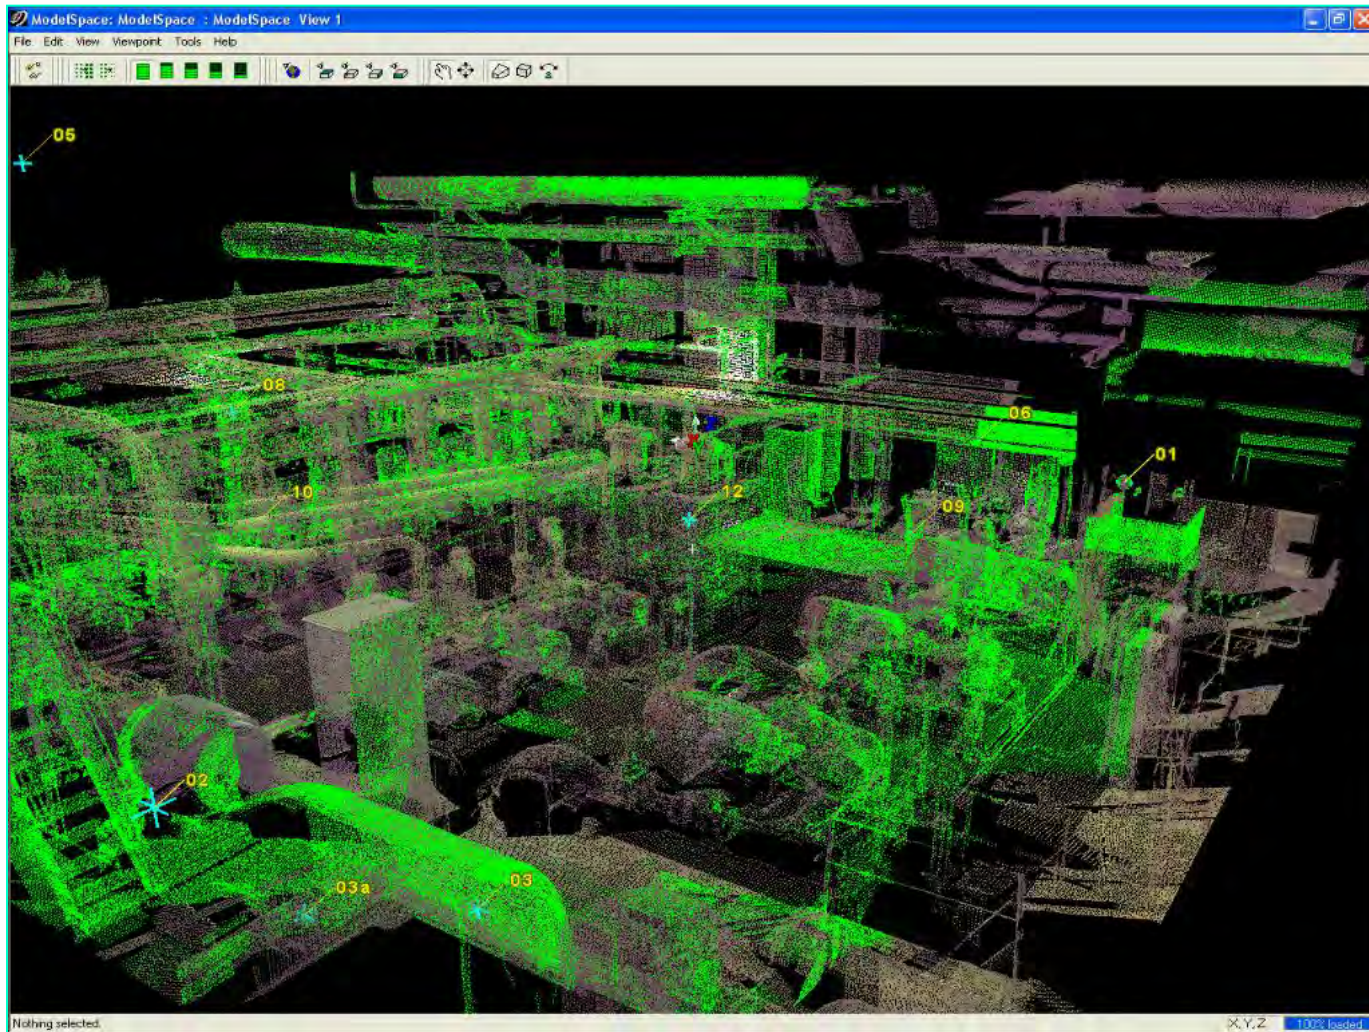 ModelSpace: ModelSpace : ModelSpace View 1
File Edit View Viewpoint Tools Help
05
08
06
01
10
12
09
02
03a
03
Nothing selected.
X,Y,Z 100% loaded